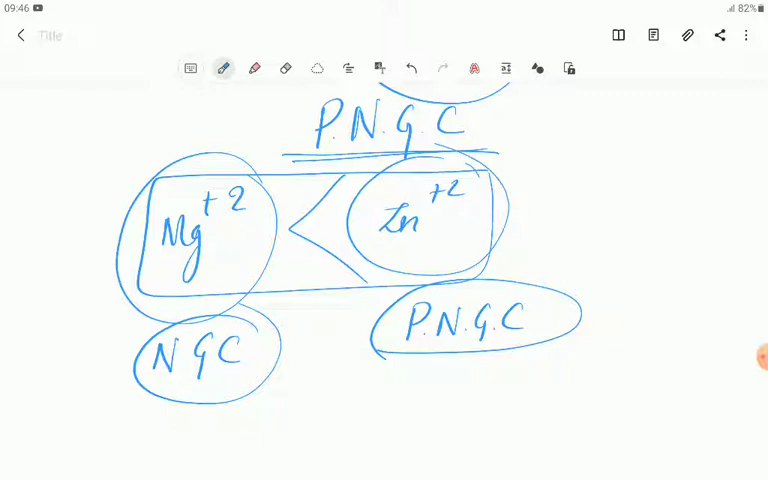 09:46
82%
Title
P.N.G.C
Mg+2 < Zn+2
NGC P.N.G.C